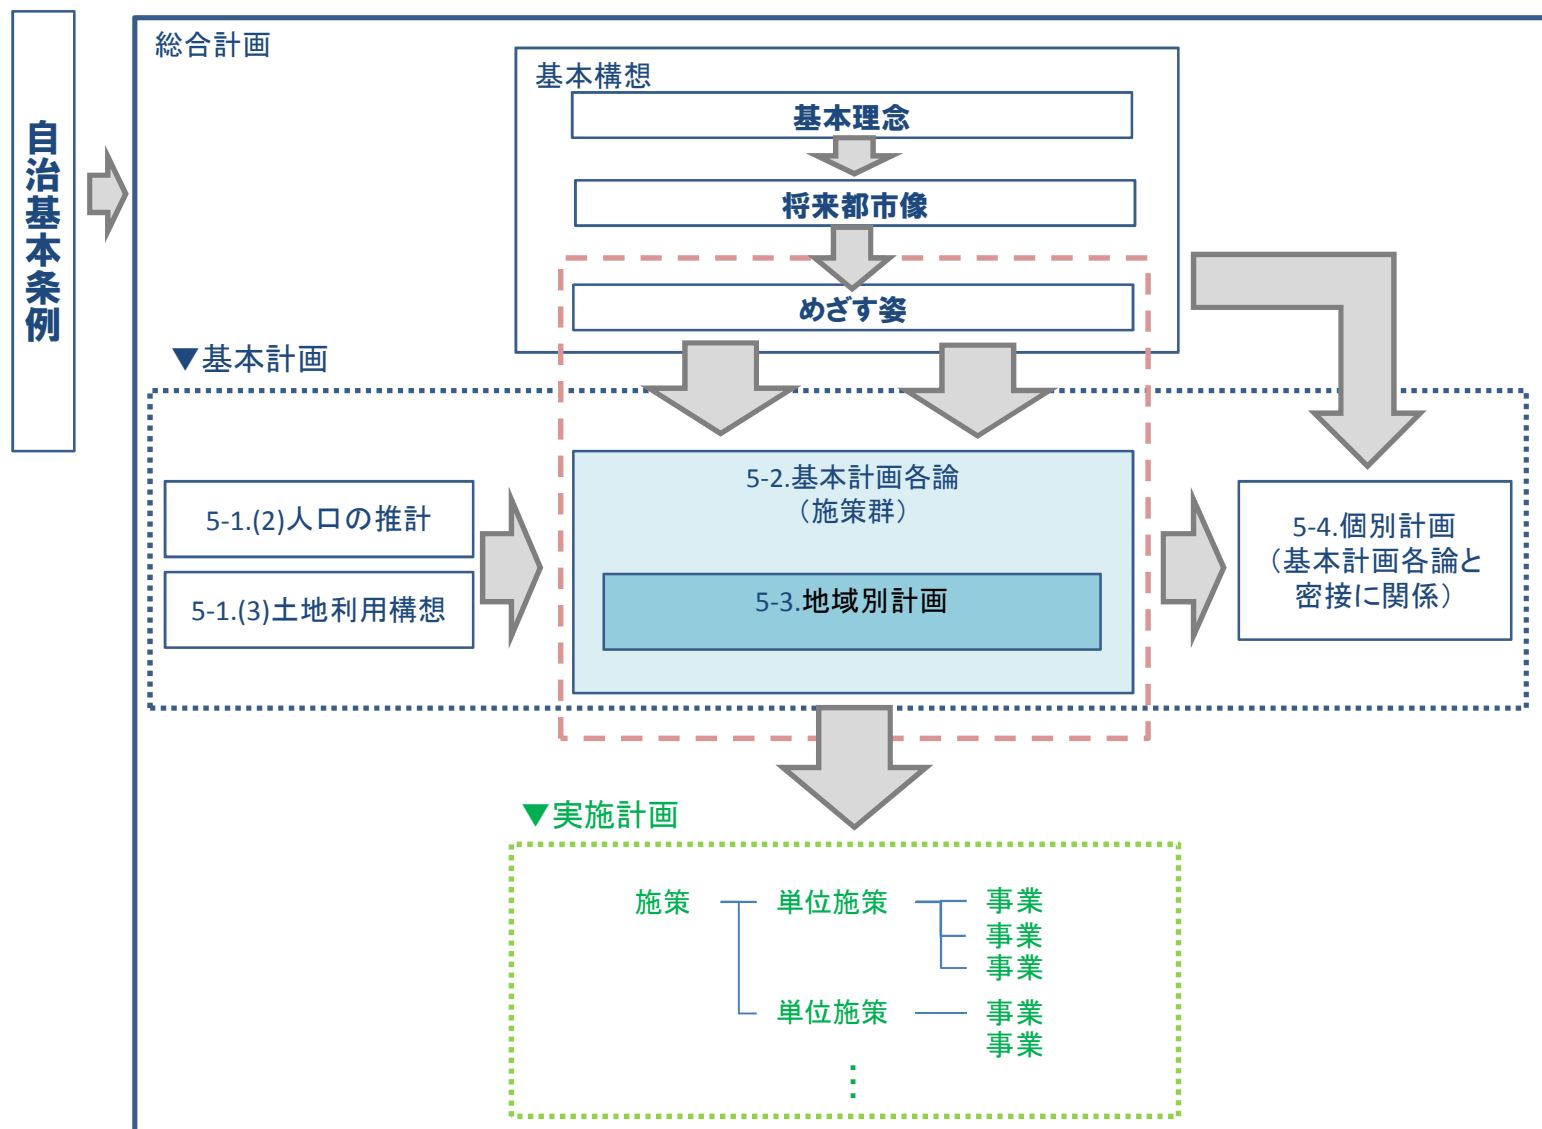 自治基本条例
総合計画
基本構想
基本理念
将来都市像
めざす姿
▼基本計画
5-1.(2)人口の推計
5-1.(3)土地利用構想
5-2.基本計画各論
（施策群）
5-3.地域別計画
5-4.個別計画
（基本計画各論と
密接に関係）
▼実施計画
施策 単位施策 事業
事業
事業
単位施策 事業
事業
⋮